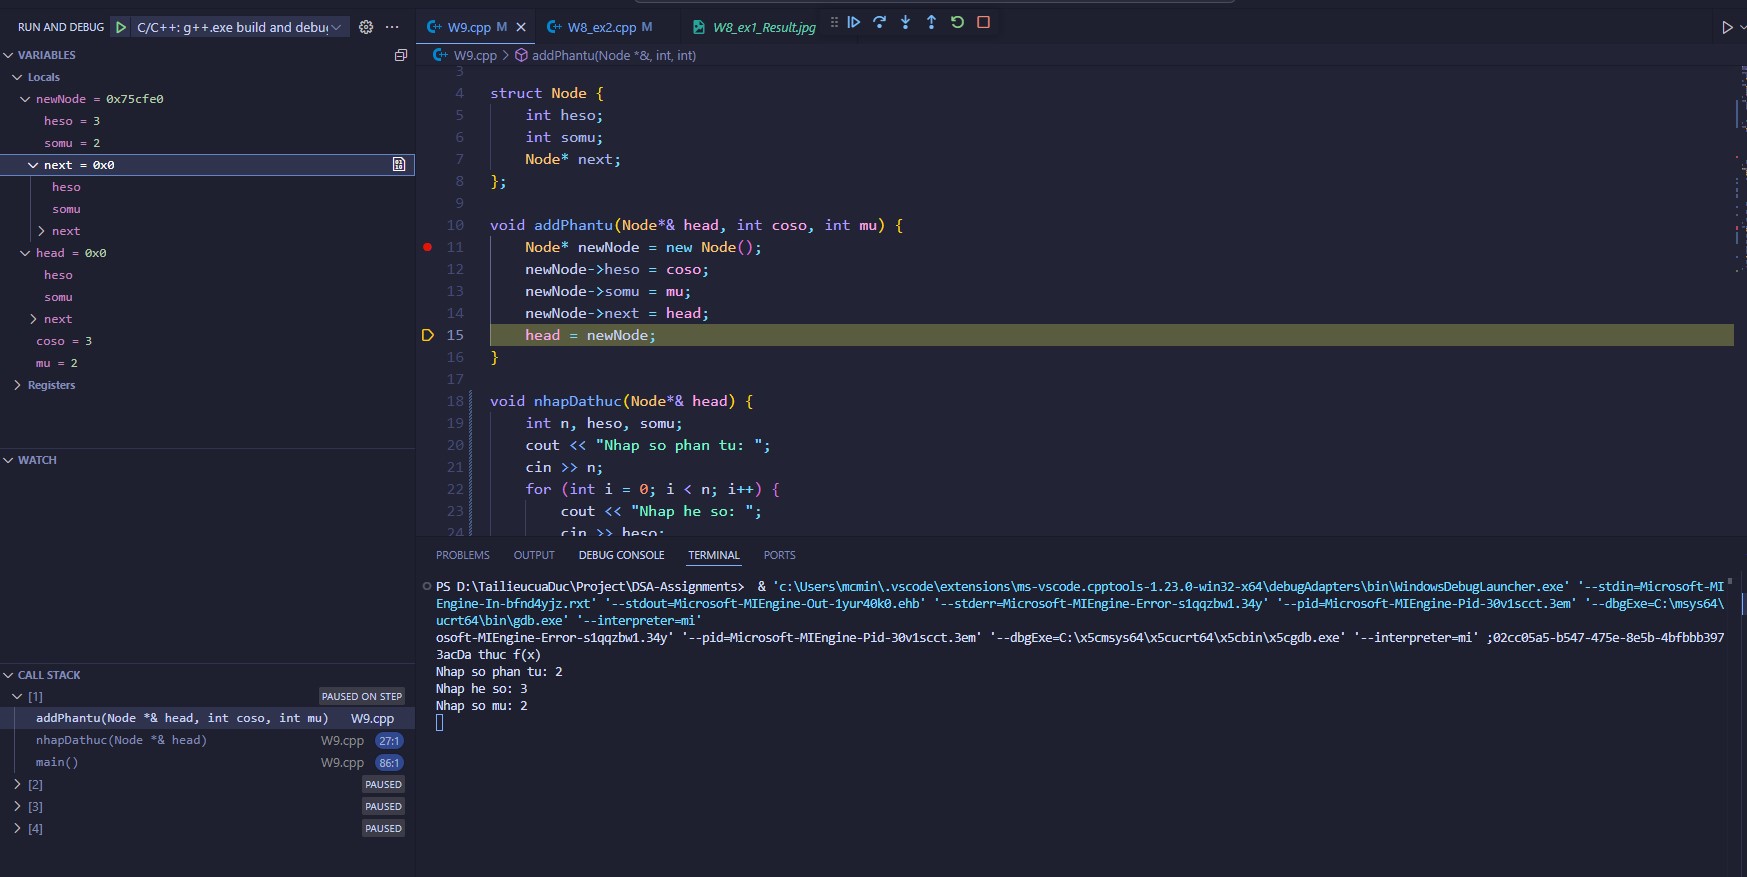 RUN AND DEBUG
C/C++: g++.exe build and debug
VARIABLES
Locals
newNode = 0x75cfe0
heso = 3
somu = 2
next = 0x0
heso
somu
next
head = 0x0
heso
somu
next
coso = 3
mu = 2
Registers
WATCH
CALL STACK
[1] PAUSED ON STEP
addPhantu(Node *& head, int coso, int mu) W9.cpp
nhapDathuc(Node *& head) W9.cpp 27:1
main() W9.cpp 86:1
[2] PAUSED
[3] PAUSED
[4] PAUSED
W9.cpp M W8_ex2.cpp M W8_ex1_Result.jpg
W9.cpp > addPhantu(Node *&, int, int)
3
4 struct Node {
5 int heso;
6 int somu;
7 Node* next;
8 };
9
10 void addPhantu(Node*& head, int coso, int mu) {
11 Node* newNode = new Node();
12 newNode->heso = coso;
13 newNode->somu = mu;
14 newNode->next = head;
15 head = newNode;
16 }
17
18 void nhapDathuc(Node*& head) {
19 int n, heso, somu;
20 cout << "Nhap so phan tu: ";
21 cin >> n;
22 for (int i = 0; i < n; i++) {
23 cout << "Nhap he so: ";
24 cin >> heso;
PROBLEMS OUTPUT DEBUG CONSOLE TERMINAL PORTS
PS D:\TailieucuaDuc\Project\DSA-Assignments> & 'c:\Users\mcmin\.vscode\extensions\ms-vscode.cpptools-1.23.0-win32-x64\debugAdapters\bin\WindowsDebugLauncher.exe' '--stdin=Microsoft-MI
Engine-In-bfnd4yjz.rxt' '--stdout=Microsoft-MIEngine-Out-1yur40k0.ehb' '--stderr=Microsoft-MIEngine-Error-s1qqzbw1.34y' '--pid=Microsoft-MIEngine-Pid-30v1scct.3em' '--dbgExe=C:\msys64\
ucrt64\bin\gdb.exe' '--interpreter=mi'
osoft-MIEngine-Error-s1qqzbw1.34y' '--pid=Microsoft-MIEngine-Pid-30v1scct.3em' '--dbgExe=C:\x5cmsys64\x5cucrt64\x5cbin\x5cgdb.exe' '--interpreter=mi' ;02cc05a5-b547-475e-8e5b-4bfbbb397
3acDa thuc f(x)
Nhap so phan tu: 2
Nhap he so: 3
Nhap so mu: 2